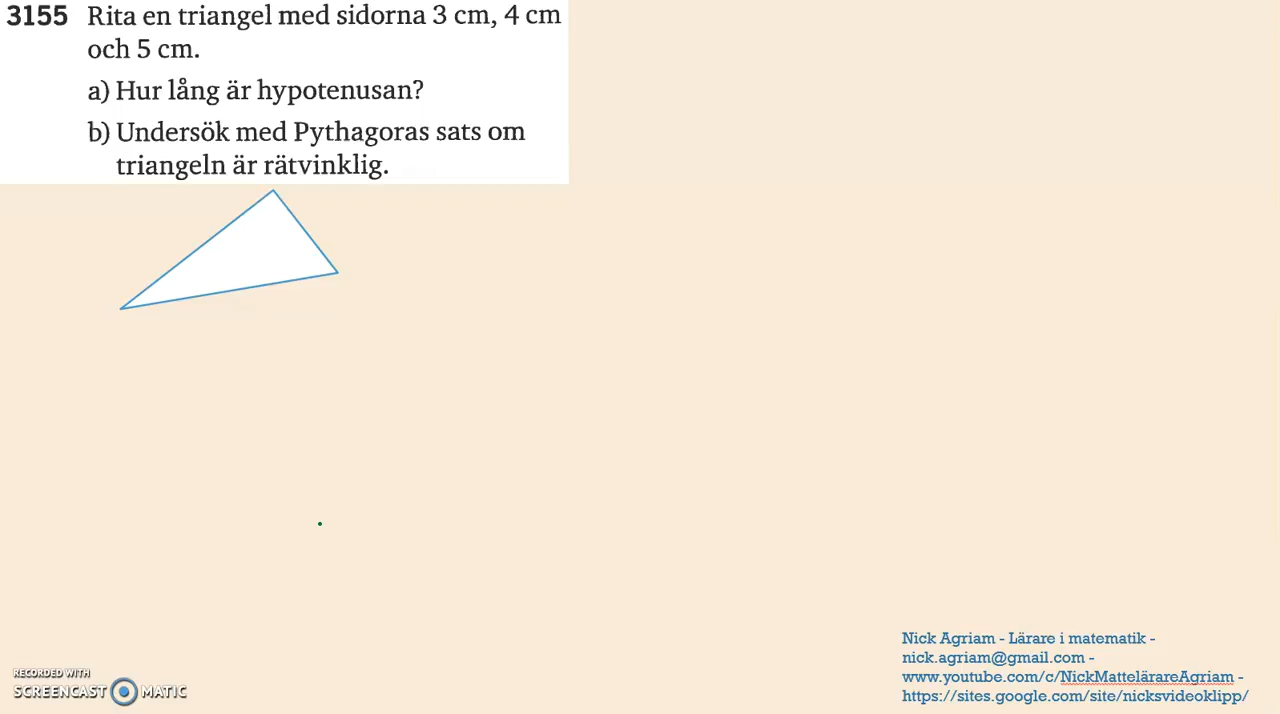 3155 Rita en triangel med sidorna 3 cm, 4 cm
och 5 cm.
a) Hur lång är hypotenusan?
b) Undersök med Pythagoras sats om
triangeln är rätvinklig.
Nick Agriam - Lärare i matematik -
nick.agriam@gmail.com -
www.youtube.com/c/NickMattelärareAgriam -
https://sites.google.com/site/nicksvideoklipp/
RECORDED WITH
SCREENCAST MATIC